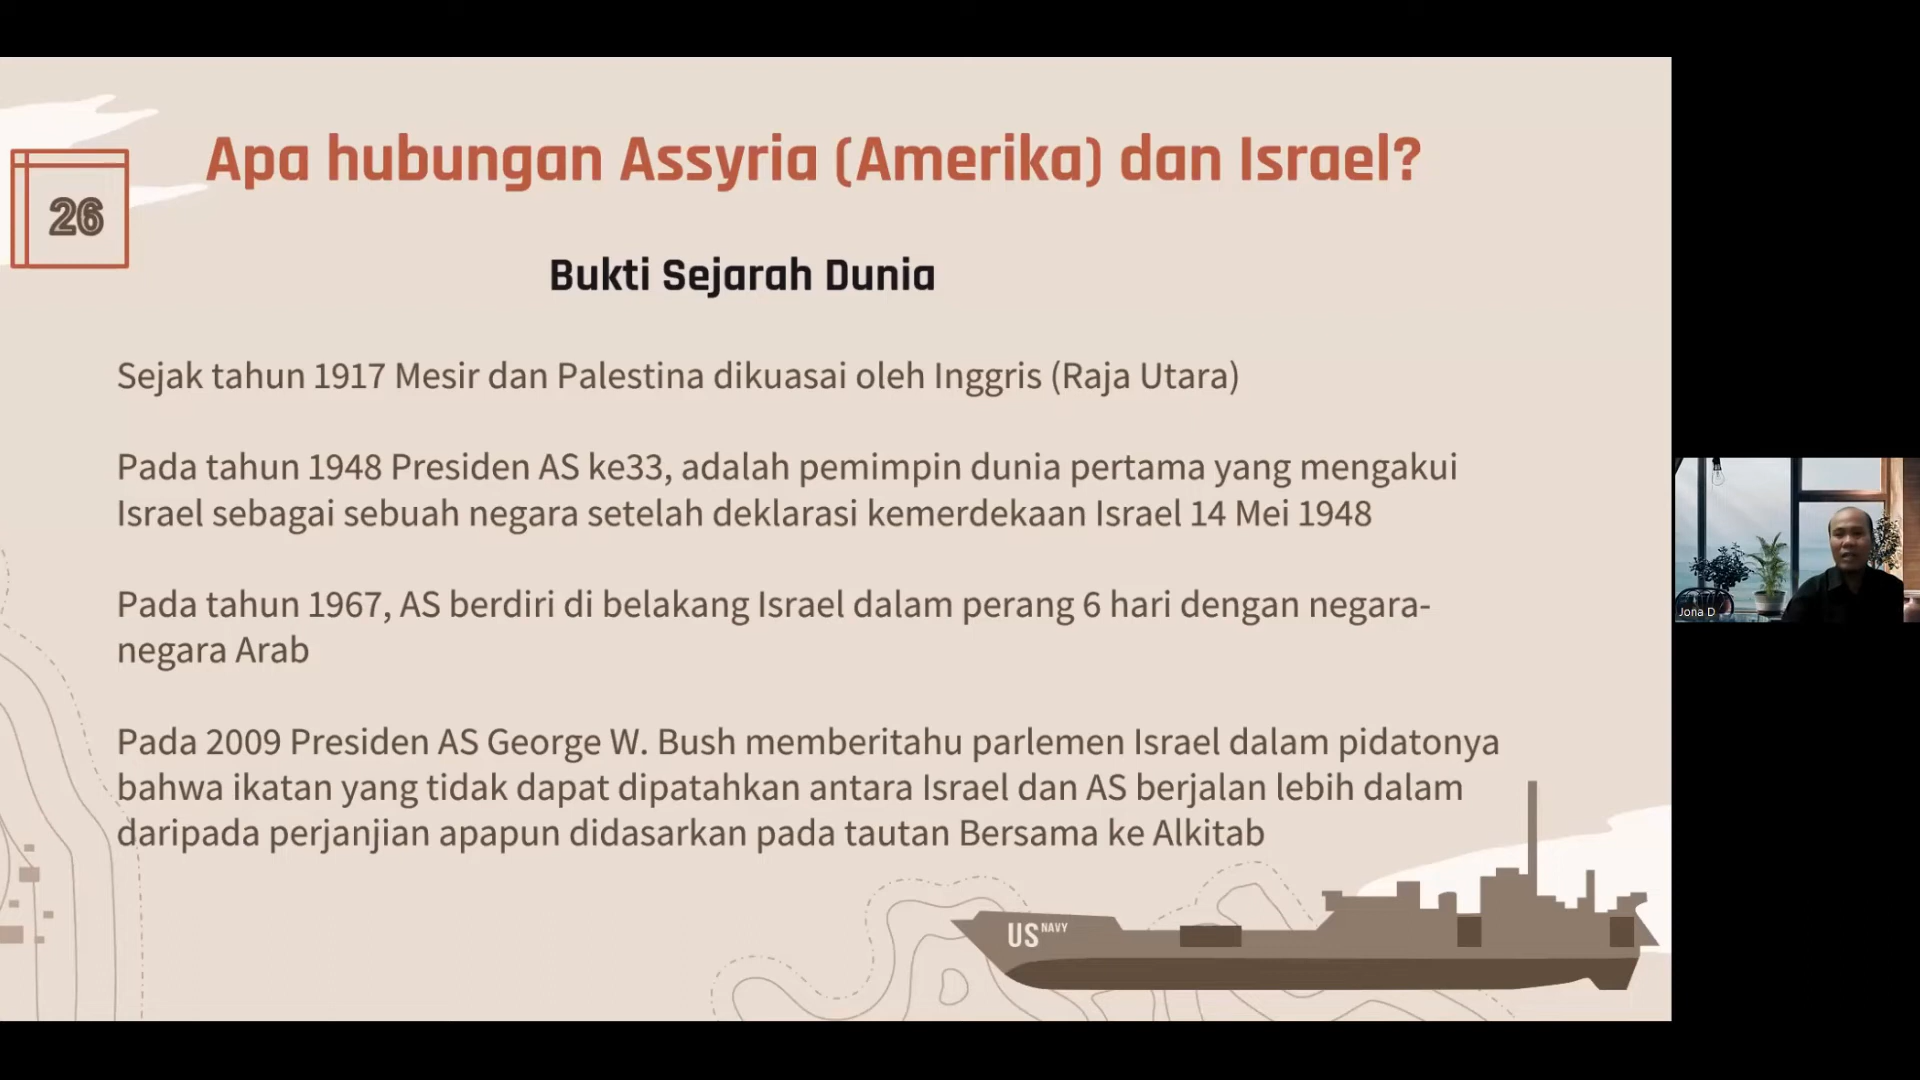 Apa hubungan Assyria (Amerika) dan Israel?
26
Bukti Sejarah Dunia
Sejak tahun 1917 Mesir dan Palestina dikuasai oleh Inggris (Raja Utara)
Pada tahun 1948 Presiden AS ke33, adalah pemimpin dunia pertama yang mengakui
Israel sebagai sebuah negara setelah deklarasi kemerdekaan Israel 14 Mei 1948
Pada tahun 1967, AS berdiri di belakang Israel dalam perang 6 hari dengan negara-
negara Arab
Pada 2009 Presiden AS George W. Bush memberitahu parlemen Israel dalam pidatonya
bahwa ikatan yang tidak dapat dipatahkan antara Israel dan AS berjalan lebih dalam
daripada perjanjian apapun didasarkan pada tautan Bersama ke Alkitab
US NAVY
Jona D